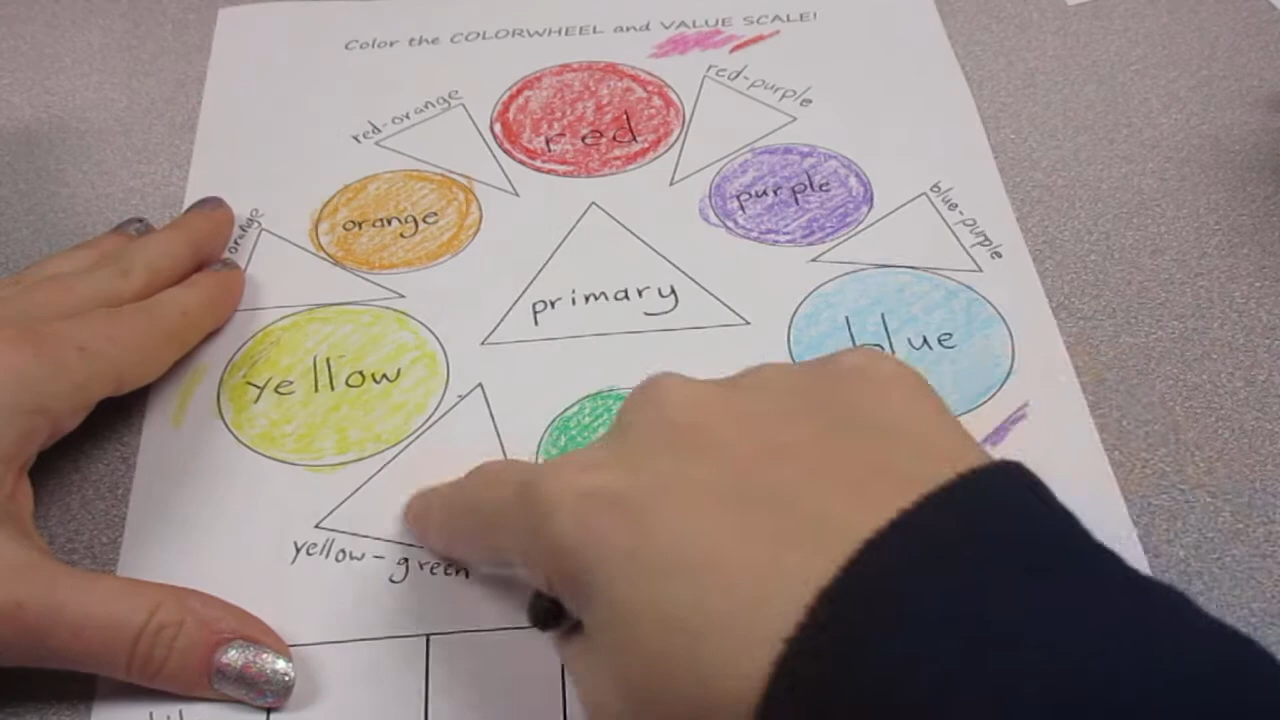 Color the COLORWHEEL and VALUE SCALE!
red-orange
red
red-purple
orange
purple
orange
blue-purple
primary
yellow
blue
yellow-green